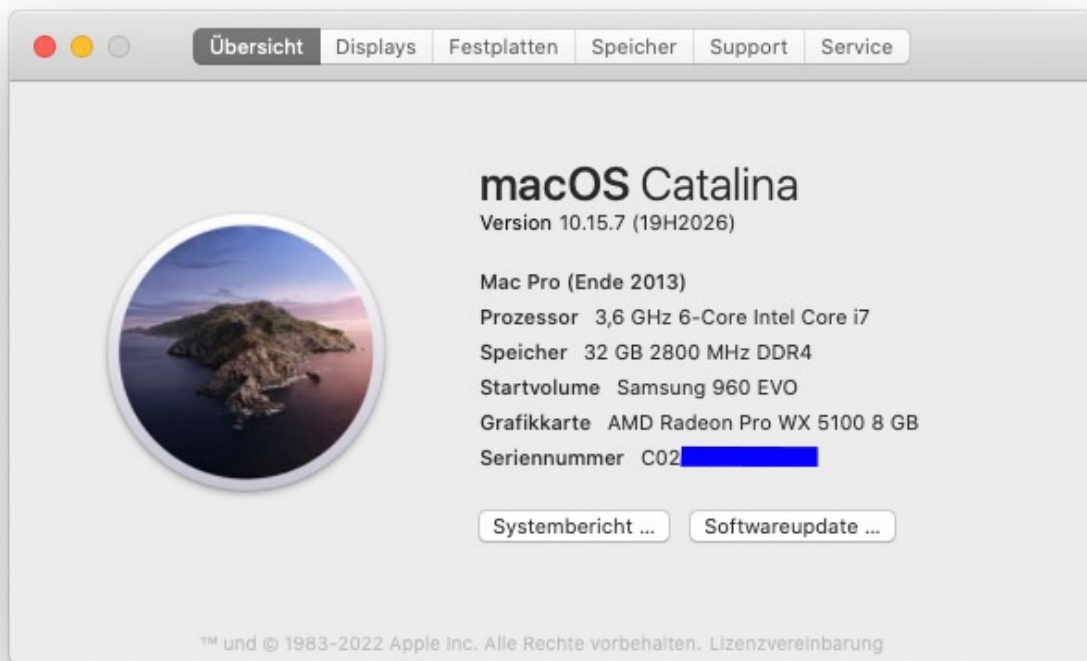 Übersicht Displays Festplatten Speicher Support Service
macOS Catalina
Version 10.15.7 (19H2026)
Mac Pro (Ende 2013)
Prozessor 3,6 GHz 6-Core Intel Core i7
Speicher 32 GB 2800 MHz DDR4
Startvolume Samsung 960 EVO
Grafikkarte AMD Radeon Pro WX 5100 8 GB
Seriennummer C02
Systembericht ... Softwareupdate ...
™ und © 1983-2022 Apple Inc. Alle Rechte vorbehalten. Lizenzvereinbarung